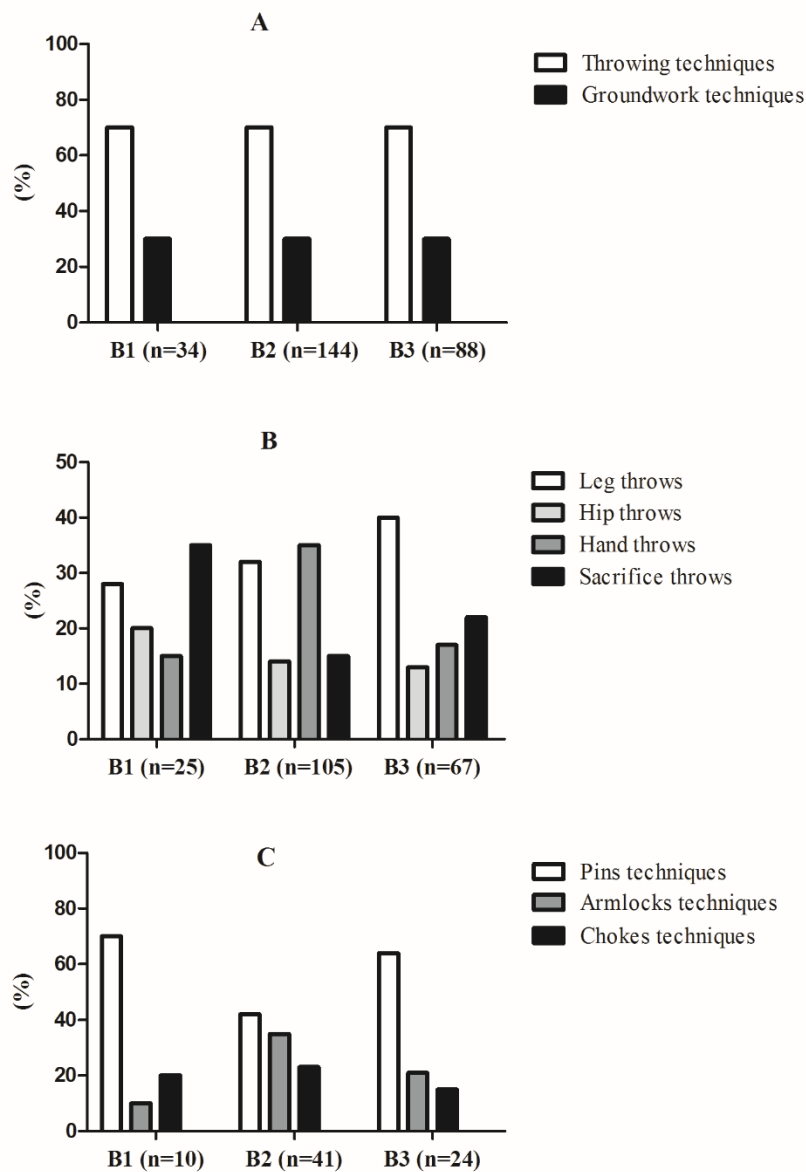 A
100
80
60
40
20
0
(%)
Throwing techniques
Groundwork techniques
B1 (n=34) B2 (n=144) B3 (n=88)
B
50
40
30
20
10
0
(%)
Leg throws
Hip throws
Hand throws
Sacrifice throws
B1 (n=25) B2 (n=105) B3 (n=67)
C
100
80
60
40
20
0
(%)
Pins techniques
Armlocks techniques
Chokes techniques
B1 (n=10) B2 (n=41) B3 (n=24)